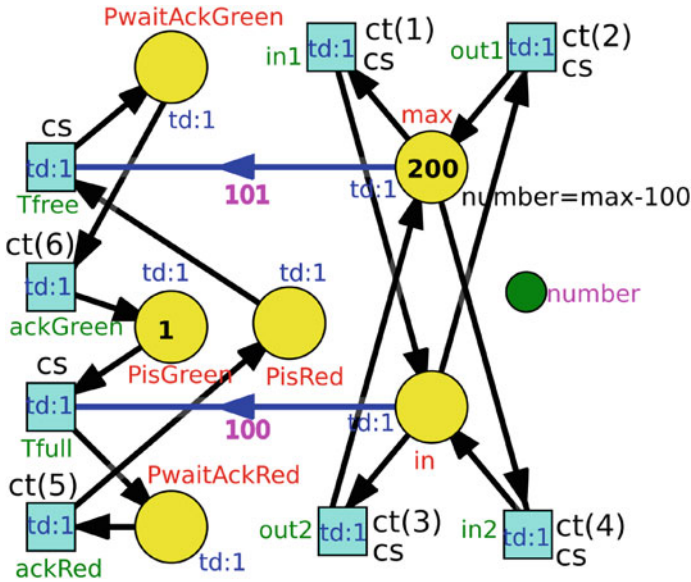 PwaitAckGreen
td:1
cs
td:1
Tfree
101
in1
td:1
ct(1)
cs
out1
td:1
ct(2)
cs
max
200
td:1
number=max-100
ct(6)
td:1
ackGreen
td:1
1
PisGreen
td:1
PisRed
number
cs
td:1
Tfull
100
td:1
in
ct(5)
td:1
ackRed
PwaitAckRed
td:1
out2
td:1
ct(3)
cs
in2
td:1
ct(4)
cs